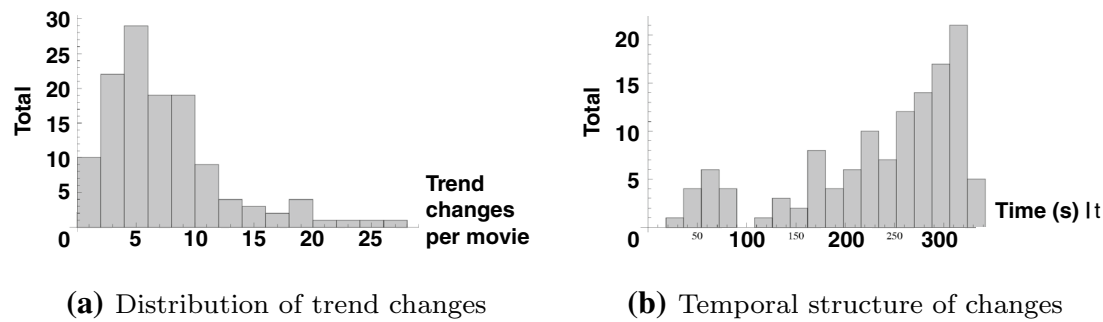 30
25
20
15
10
5
0
Total
5 10 15 20 25
Trend
changes
per movie
(a) Distribution of trend changes
20
15
10
5
0
Total
50 100 150 200 250 300
Time (s) l t
(b) Temporal structure of changes